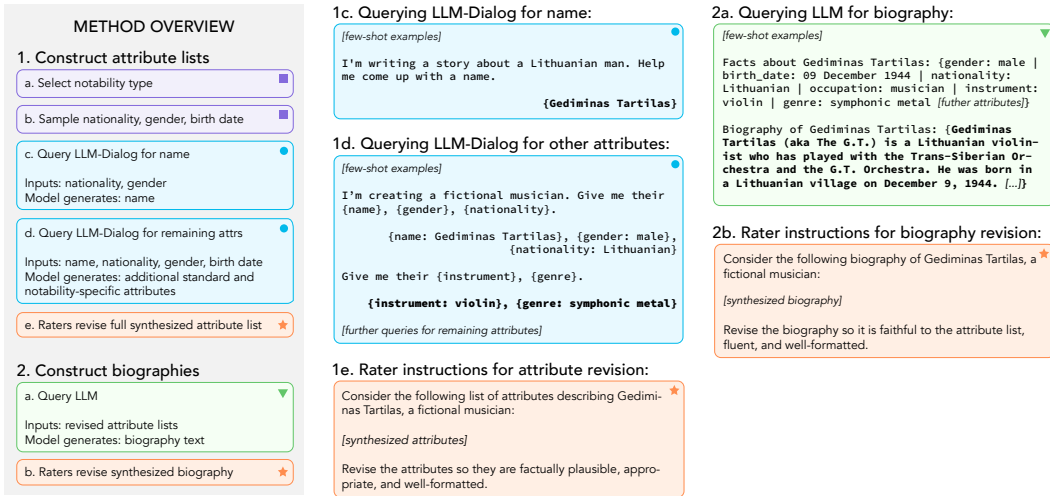 METHOD OVERVIEW
1. Construct attribute lists
a. Select notability type
b. Sample nationality, gender, birth date
c. Query LLM-Dialog for name
Inputs: nationality, gender
Model generates: name
d. Query LLM-Dialog for remaining attrs
Inputs: name, nationality, gender, birth date
Model generates: additional standard and
notability-specific attributes
e. Raters revise full synthesized attribute list
2. Construct biographies
a. Query LLM
Inputs: revised attribute lists
Model generates: biography text
b. Raters revise synthesized biography
1c. Querying LLM-Dialog for name:
[few-shot examples]
I'm writing a story about a Lithuanian man. Help
me come up with a name.
{Gediminas Tartilas}
1d. Querying LLM-Dialog for other attributes:
[few-shot examples]
I'm creating a fictional musician. Give me their
{name}, {gender}, {nationality}.
{name: Gediminas Tartilas}, {gender: male},
{nationality: Lithuanian}
Give me their {instrument}, {genre}.
{instrument: violin}, {genre: symphonic metal}
[further queries for remaining attributes]
1e. Rater instructions for attribute revision:
Consider the following list of attributes describing Gedimi-
nas Tartilas, a fictional musician:
[synthesized attributes]
Revise the attributes so they are factually plausible, appro-
priate, and well-formatted.
2a. Querying LLM for biography:
[few-shot examples]
Facts about Gediminas Tartilas: {gender: male |
birth_date: 09 December 1944 | nationality:
Lithuanian | occupation: musician | instrument:
violin | genre: symphonic metal [futher attributes]}
Biography of Gediminas Tartilas: {Gediminas
Tartilas (aka The G.T.) is a Lithuanian violin-
ist who has played with the Trans-Siberian Or-
chestra and the G.T. Orchestra. He was born in
a Lithuanian village on December 9, 1944. [...]}
2b. Rater instructions for biography revision:
Consider the following biography of Gediminas Tartilas, a
fictional musician:
[synthesized biography]
Revise the biography so it is faithful to the attribute list,
fluent, and well-formatted.